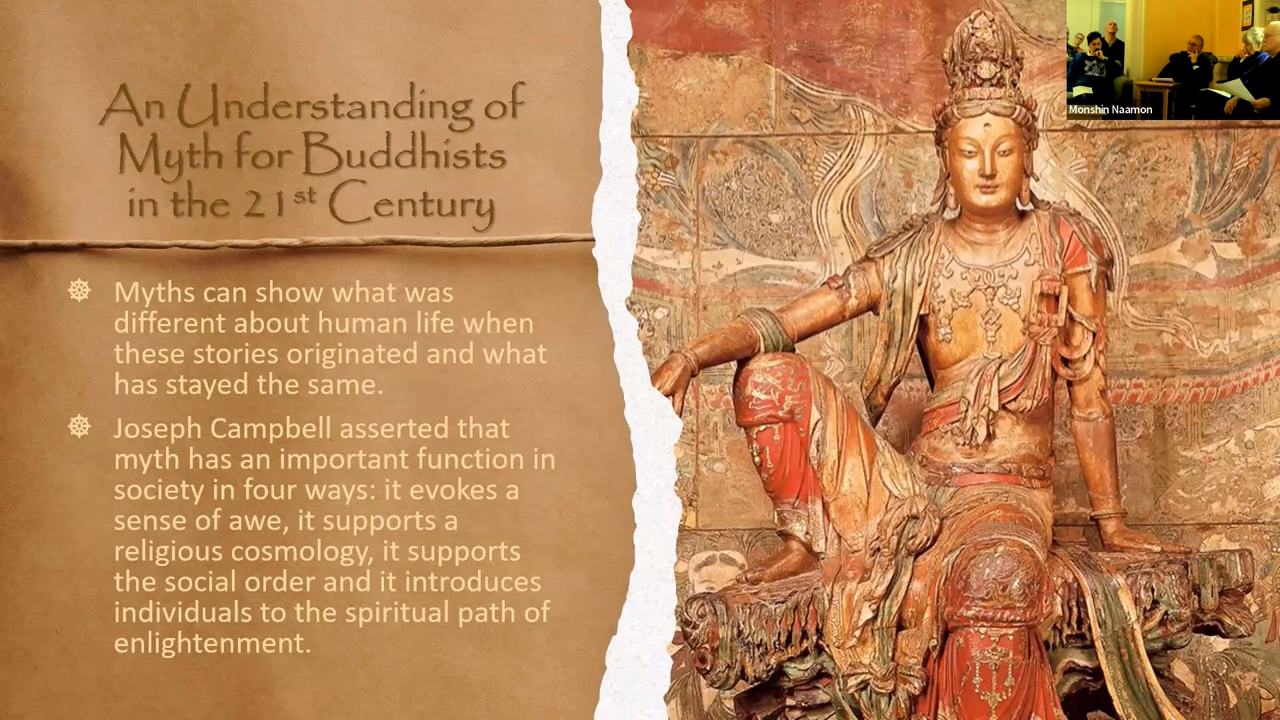 An Understanding of
Myth for Buddhists
in the 21st Century
Myths can show what was
different about human life when
these stories originated and what
has stayed the same.
Joseph Campbell asserted that
myth has an important function in
society in four ways: it evokes a
sense of awe, it supports a
religious cosmology, it supports
the social order and it introduces
individuals to the spiritual path of
enlightenment.
Monshin Naamon